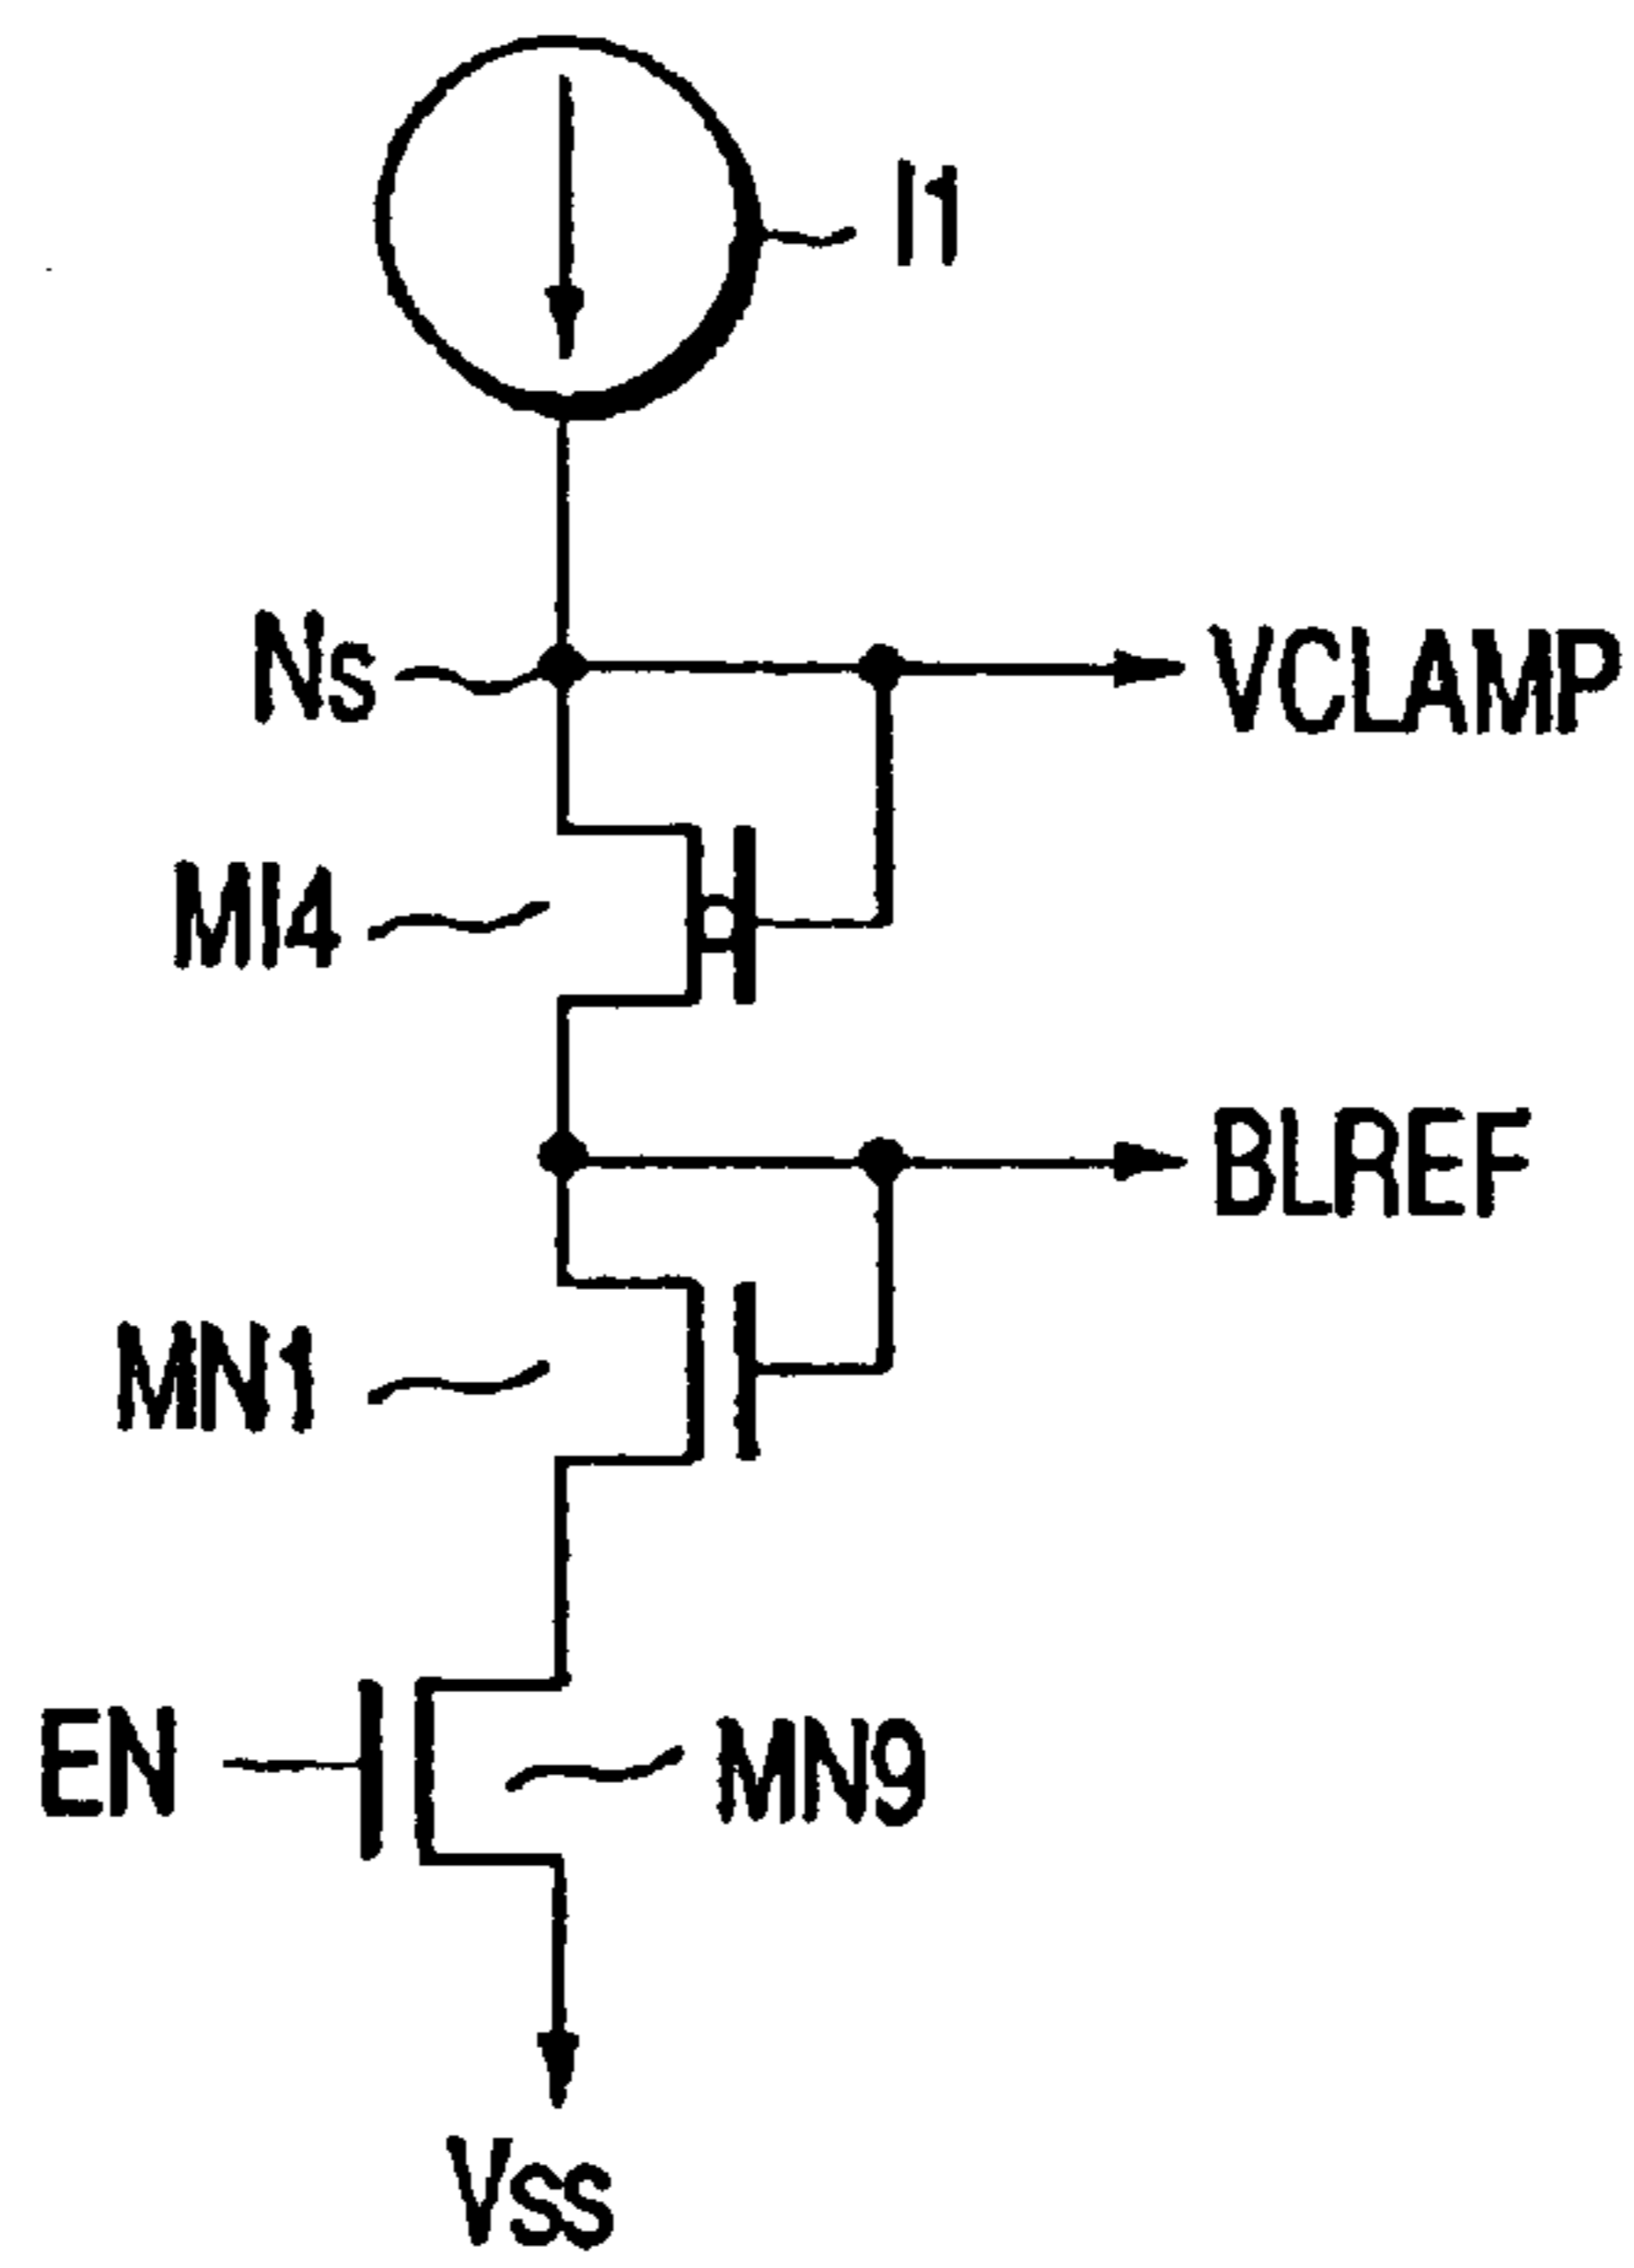 I1
Ns
VCLAMP
MI4
BLREF
MN1
EN
MN9
Vss